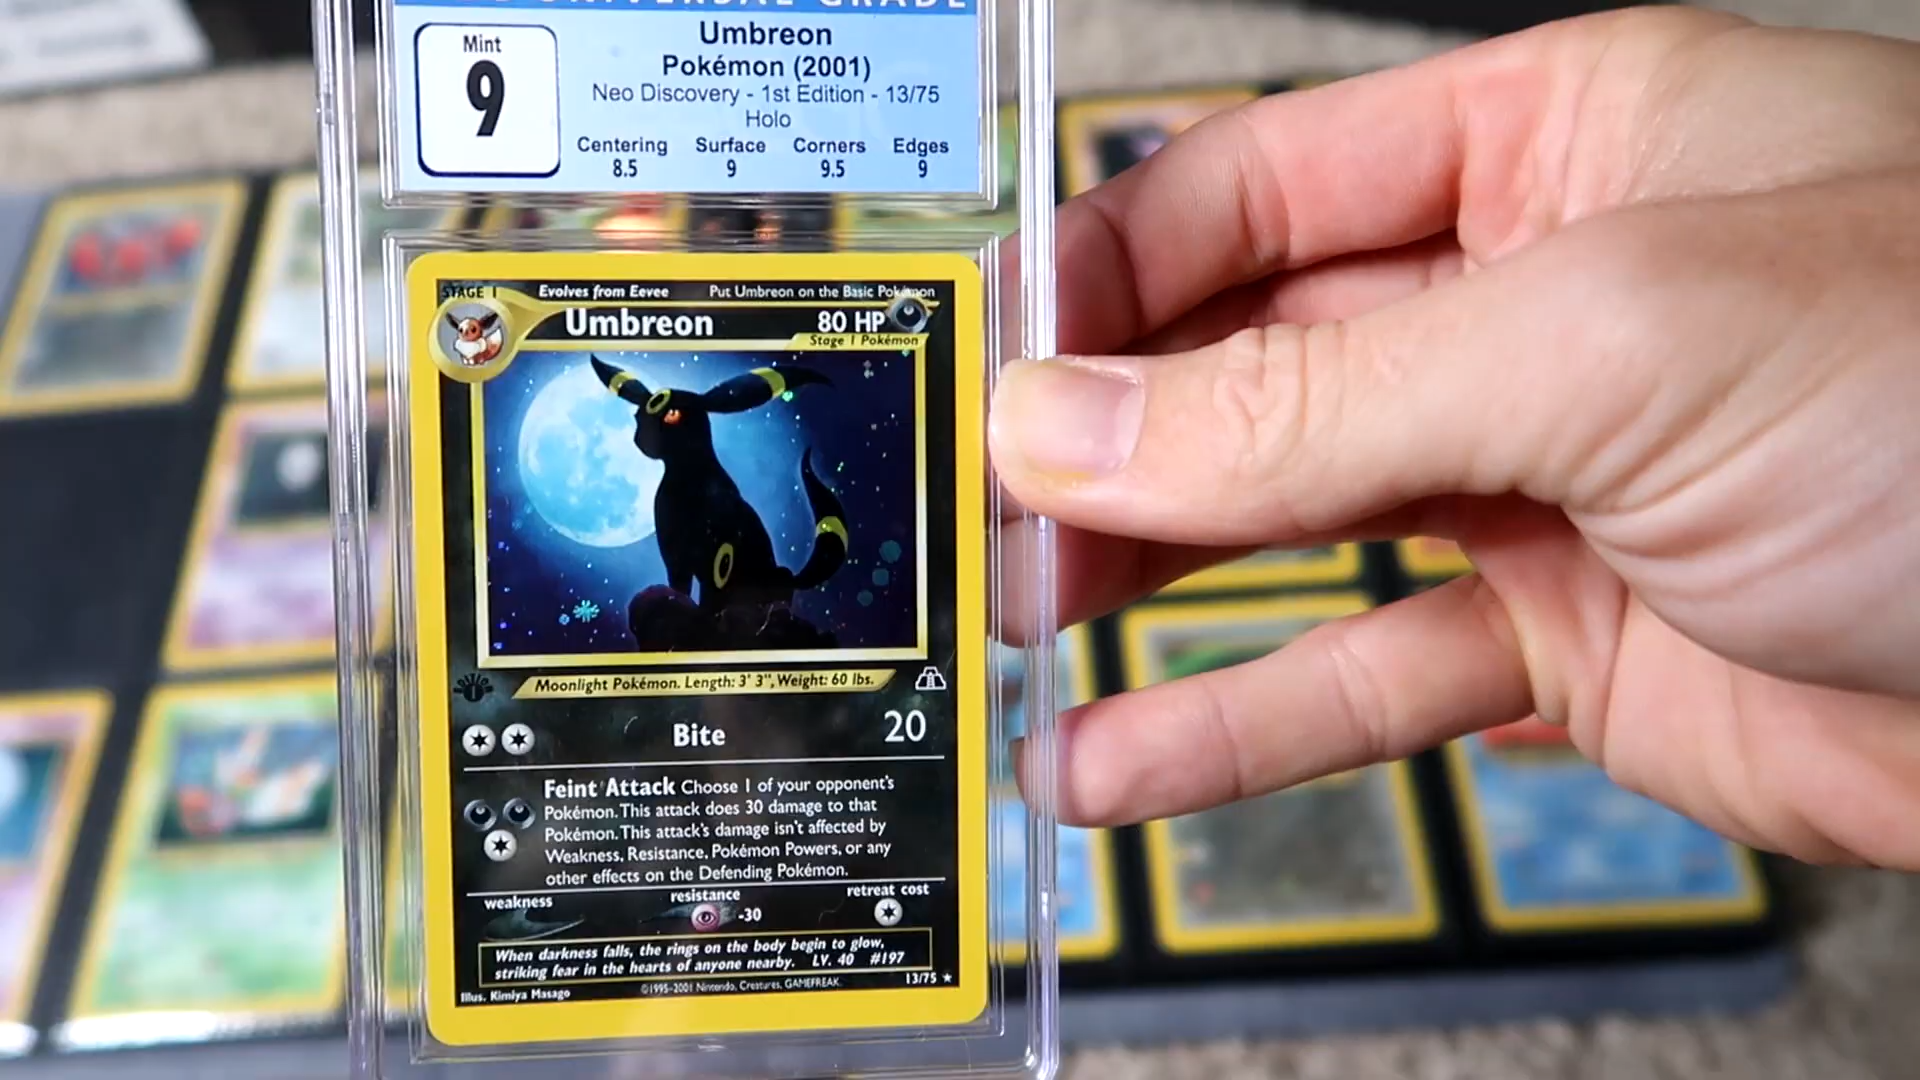 UNIVERSAL GRADE
Mint
9
Umbreon
Pokémon (2001)
Neo Discovery - 1st Edition - 13/75
Holo
Centering Surface Corners Edges
8.5 9 9.5 9
STAGE 1 Evolves from Eevee Put Umbreon on the Basic Pokémon
Umbreon 80 HP
Stage 1 Pokémon
EDITION
1
Moonlight Pokémon. Length: 3' 3", Weight: 60 lbs.
Bite 20
Feint Attack Choose 1 of your opponent's
Pokémon. This attack does 30 damage to that
Pokémon. This attack's damage isn't affected by
Weakness, Resistance, Pokémon Powers, or any
other effects on the Defending Pokémon.
weakness resistance retreat cost
-30
When darkness falls, the rings on the body begin to glow,
striking fear in the hearts of anyone nearby. LV. 40 #197
Illus. Kimiya Masago ©1995-2001 Nintendo, Creatures, GAMEFREAK. 13/75 ★